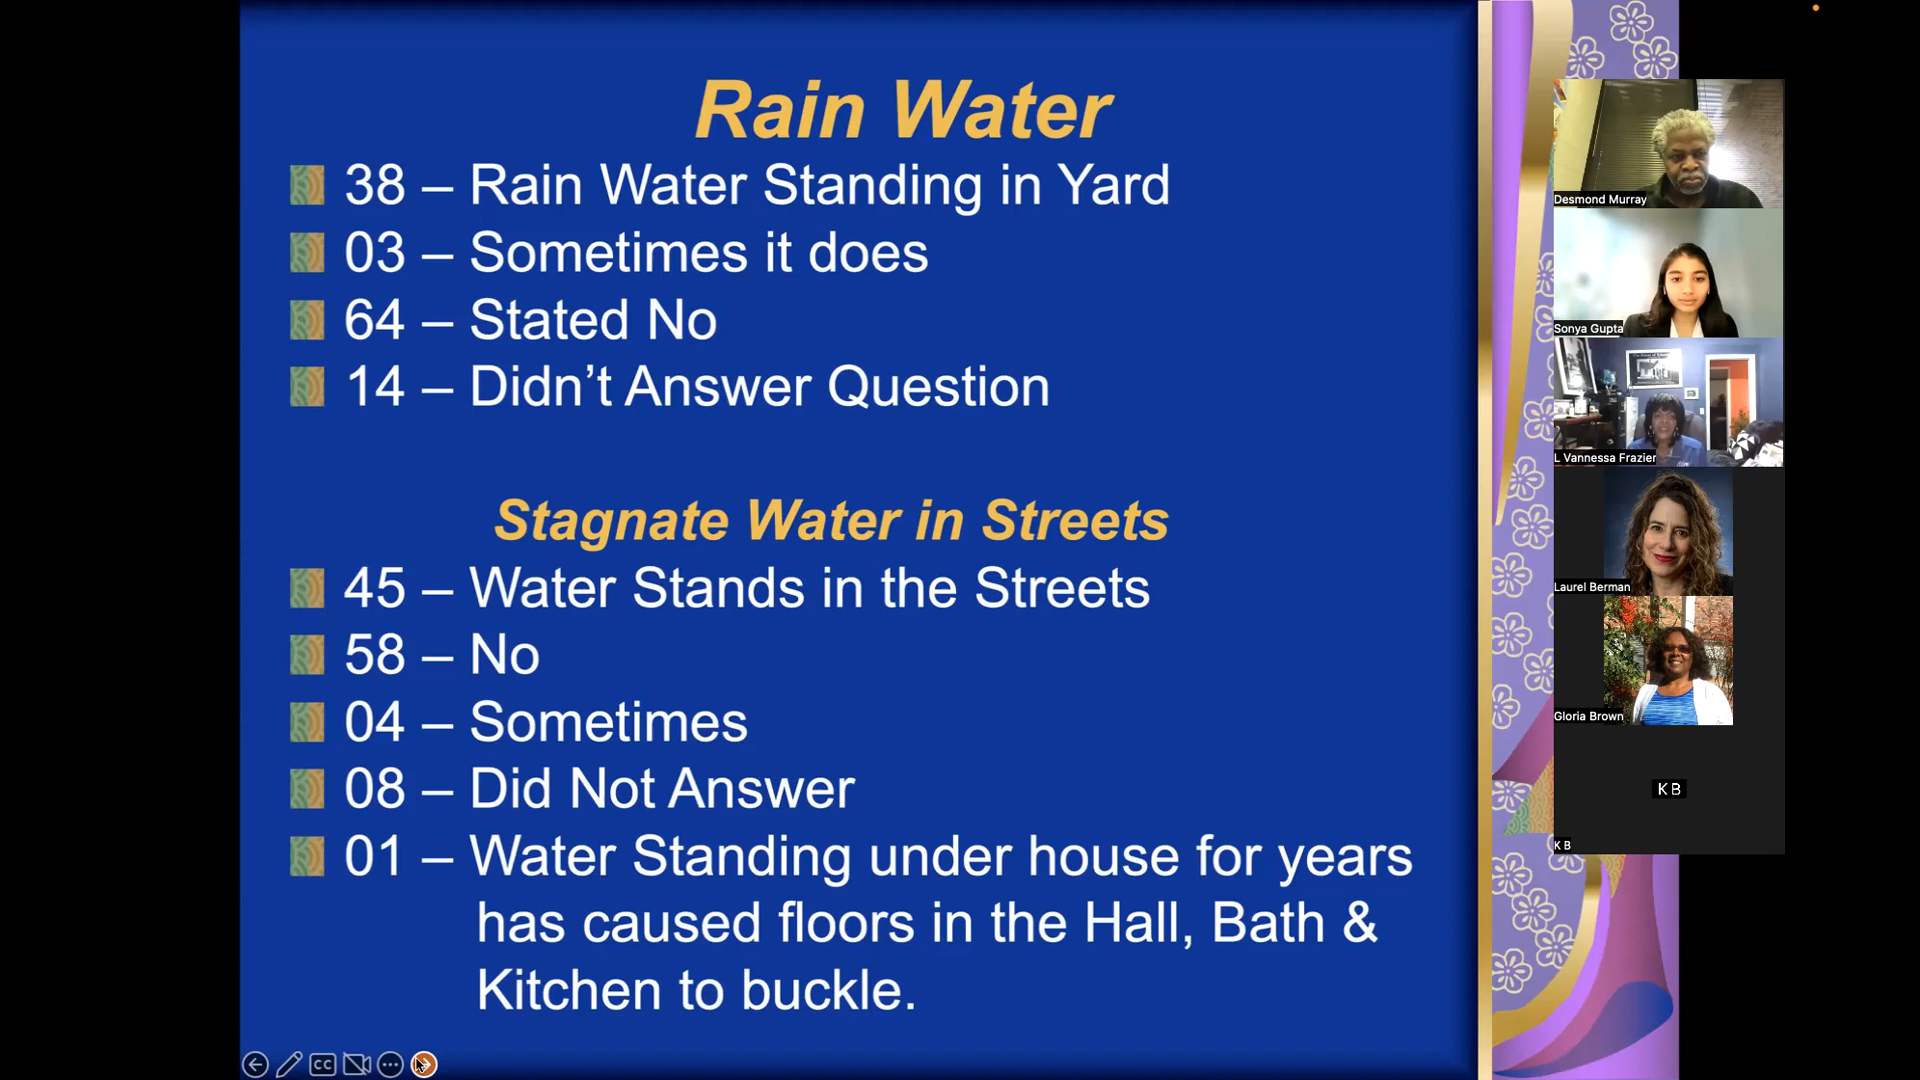 Rain Water
38 – Rain Water Standing in Yard
03 – Sometimes it does
64 – Stated No
14 – Didn’t Answer Question
Stagnate Water in Streets
45 – Water Stands in the Streets
58 – No
04 – Sometimes
08 – Did Not Answer
01 – Water Standing under house for years
has caused floors in the Hall, Bath &
Kitchen to buckle.
CC
Desmond Murray
Sonya Gupta
L Vannessa Frazier
Laurel Berman
Gloria Brown
K B
K B